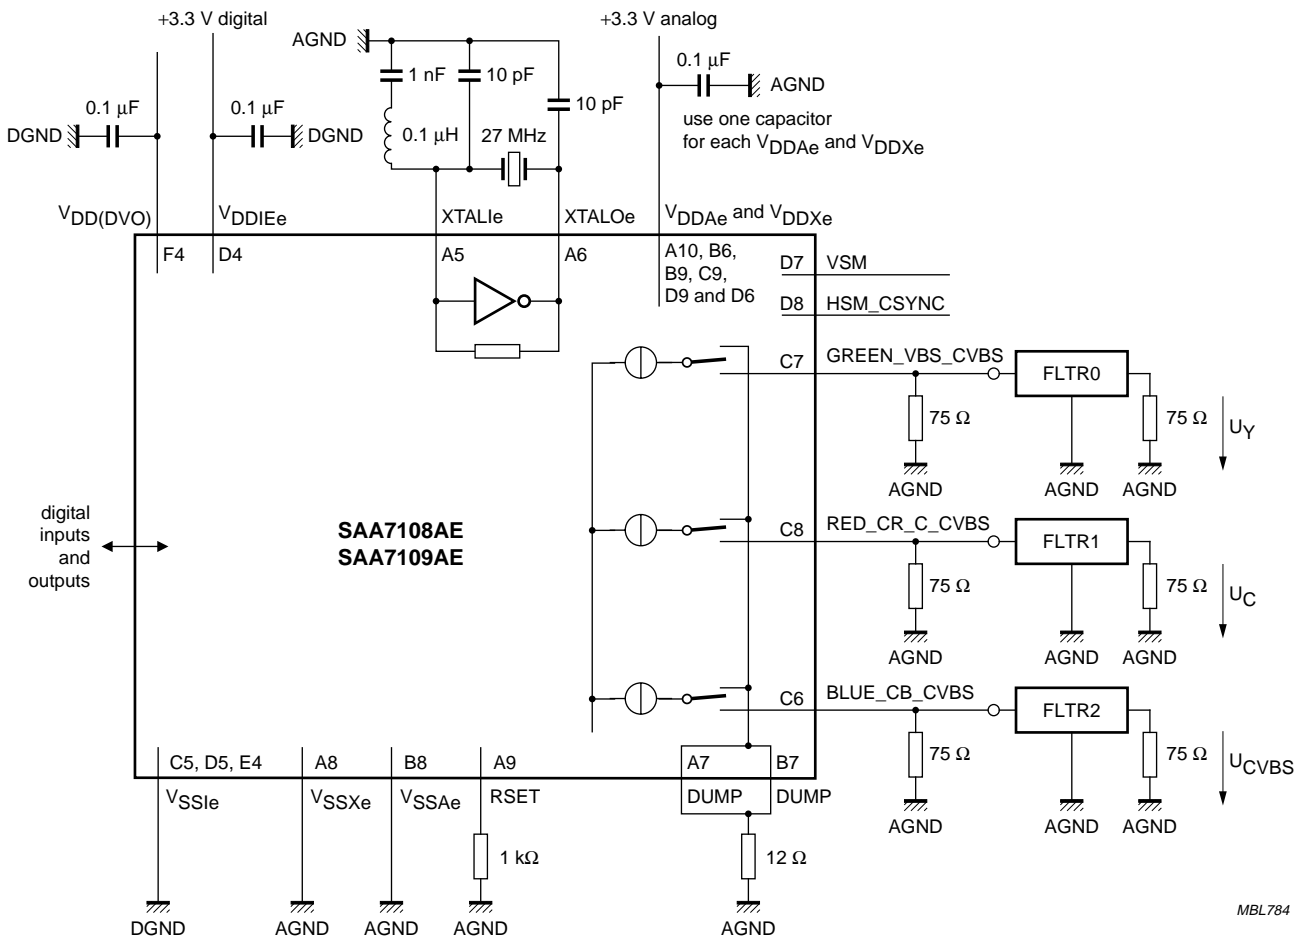 +3.3 V digital
+3.3 V analog
AGND
1 nF
10 pF
10 pF
0.1 µF
AGND
0.1 µF
0.1 µF
DGND
DGND
0.1 µH
27 MHz
use one capacitor
for each VDDAe and VDDXe
VDD(DVO)
VDDIEe
XTALIe
XTALOe
VDDAe and VDDXe
F4
D4
A5
A6
A10, B6,
B9, C9,
D9 and D6
D7
VSM
D8
HSM_CSYNC
C7
GREEN_VBS_CVBS
FLTR0
75 Ω
75 Ω
UY
AGND
AGND
AGND
digital
inputs
and
outputs
SAA7108AE
SAA7109AE
C8
RED_CR_C_CVBS
FLTR1
75 Ω
75 Ω
UC
AGND
AGND
AGND
C6
BLUE_CB_CVBS
FLTR2
75 Ω
75 Ω
UCVBS
AGND
AGND
AGND
C5, D5, E4
A8
B8
A9
A7
B7
VSSIe
VSSXe
VSSAe
RSET
DUMP
DUMP
1 kΩ
12 Ω
DGND
AGND
AGND
AGND
AGND
MBL784